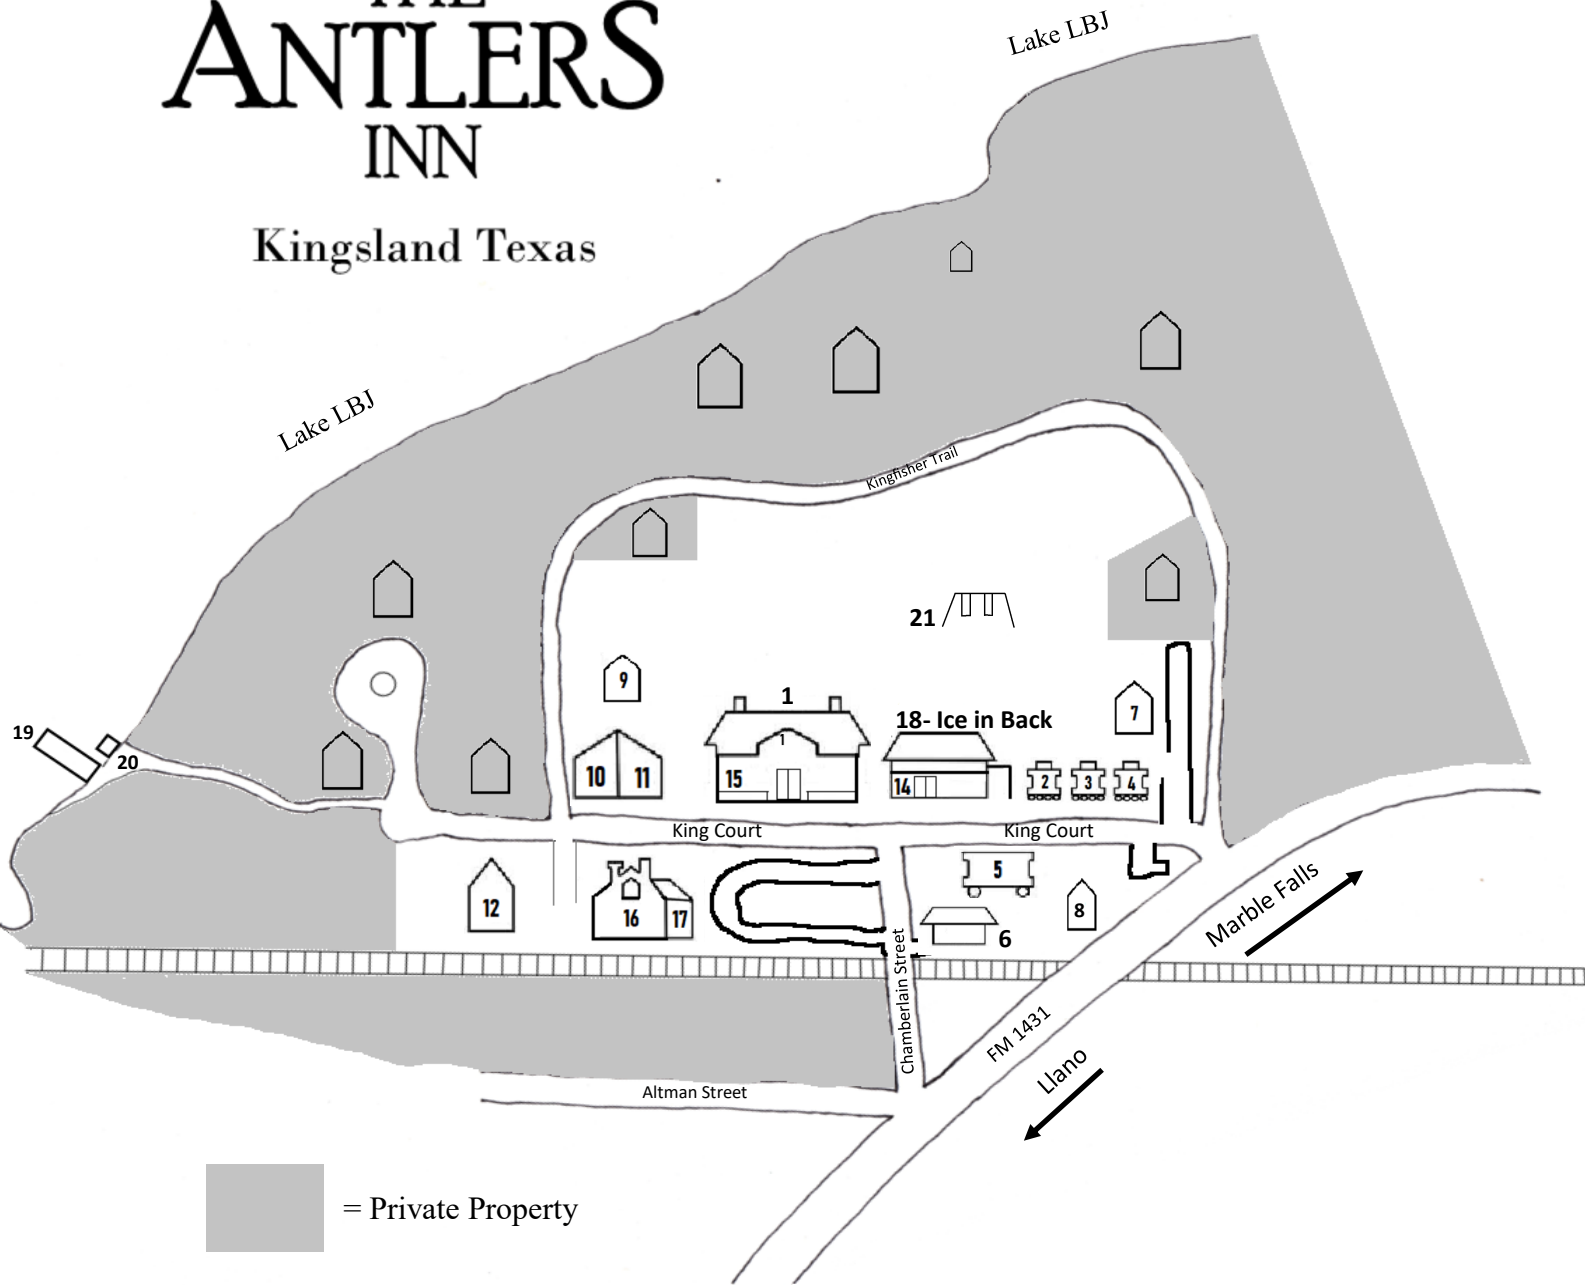 THE
ANTLERS
INN
Kingsland Texas
Lake LBJ
Lake LBJ
Kingfisher Trail
21
9
1
7
18- Ice in Back
19
20
10
11
1
15
14
2
3
4
King Court
King Court
12
16
17
5
8
6
Chamberlain Street
Marble Falls
FM 1431
Llano
Altman Street
= Private Property